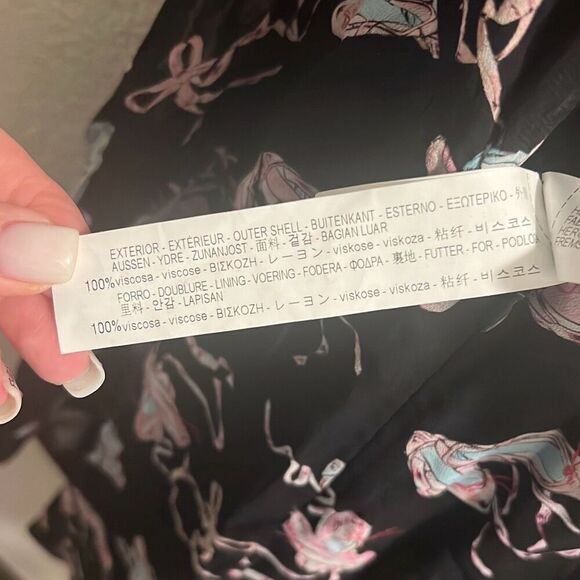 EXTERIOR - EXTÉRIEUR - OUTER SHELL - BUITENKANT - ESTERNO - ΕΞΩΤΕΡΙΚΟ -
AUSSEN - YDRE - ZUNANJOST - 面料 - 겉감 - BAGIAN LUAR
100%viscosa - viscose - ΒΙΣΚΟΖΗ - レーヨン - viskose - viskoza - 粘纤 - 비스코스
FORRO - DOUBLURE - LINING - VOERING - FODERA - ΦΟΔΡΑ - 裏地 - FUTTER - FOR - PODLOGA
里料 - 안감 - LAPISAN
100%viscosa - viscose - ΒΙΣΚΟΖΗ - レーヨン - viskose - viskoza - 粘纤 - 비스코스